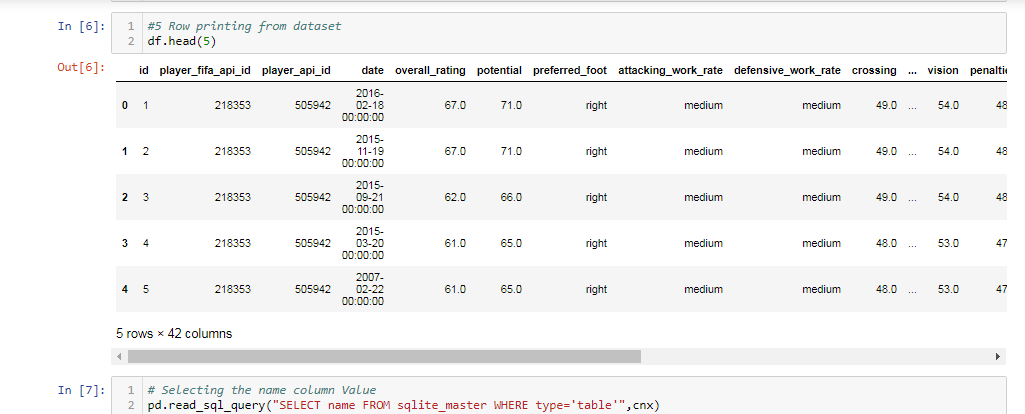 In [6]: 1 #5 Row printing from dataset
2 df.head(5)
Out[6]:
id player_fifa_api_id player_api_id date overall_rating potential preferred_foot attacking_work_rate defensive_work_rate crossing ... vision
0 1 218353 505942 2016-02-18 00:00:00 67.0 71.0 right medium medium 49.0 ... 54.0 48
1 2 218353 505942 2015-11-19 00:00:00 67.0 71.0 right medium medium 49.0 ... 54.0 48
2 3 218353 505942 2015-09-21 00:00:00 62.0 66.0 right medium medium 49.0 ... 54.0 48
3 4 218353 505942 2015-03-20 00:00:00 61.0 65.0 right medium medium 48.0 ... 53.0 47
4 5 218353 505942 2007-02-22 00:00:00 61.0 65.0 right medium medium 48.0 ... 53.0 47
5 rows × 42 columns
In [7]: 1 # Selecting the name column Value
2 pd.read_sql_query("SELECT name FROM sqlite_master WHERE type='table'",cnx)